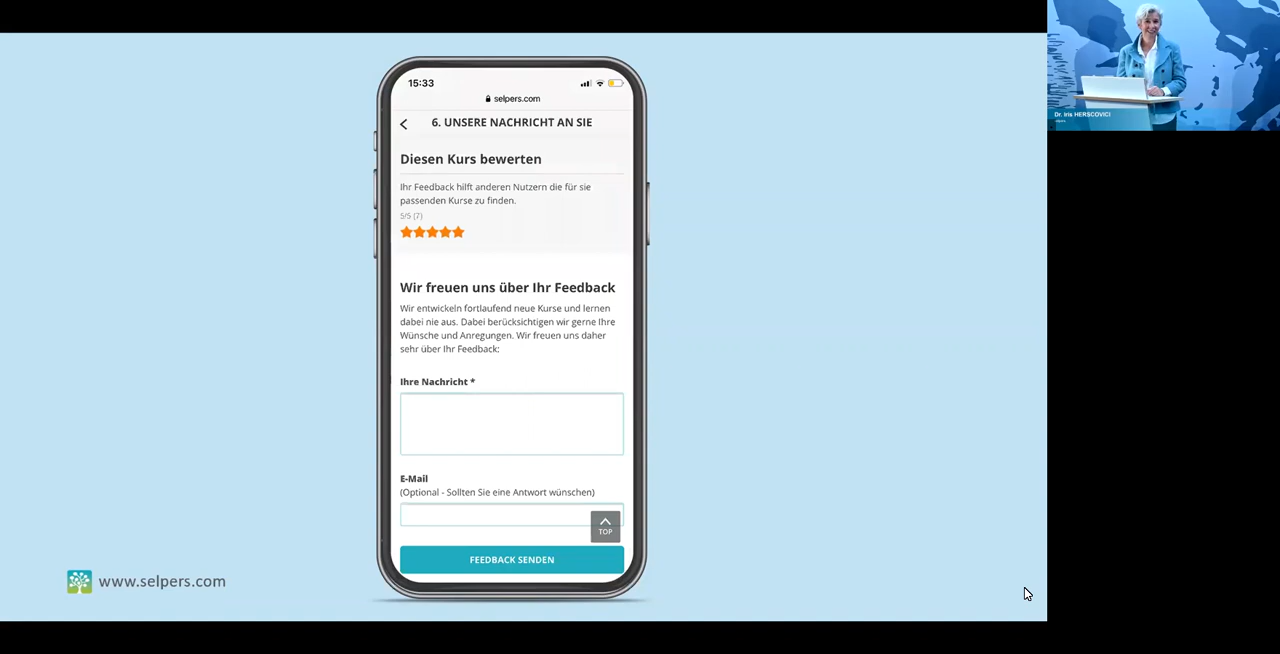 15:33
selpers.com
6. UNSERE NACHRICHT AN SIE
Diesen Kurs bewerten
Ihr Feedback hilft anderen Nutzern die für sie
passenden Kurse zu finden.
5/5 (7)
Wir freuen uns über Ihr Feedback
Wir entwickeln fortlaufend neue Kurse und lernen
dabei nie aus. Dabei berücksichtigen wir gerne Ihre
Wünsche und Anregungen. Wir freuen uns daher
sehr über Ihr Feedback:
Ihre Nachricht *
E-Mail
(Optional - Sollten Sie eine Antwort wünschen)
TOP
FEEDBACK SENDEN
www.selpers.com
Dr. Iris HERSCOVICI